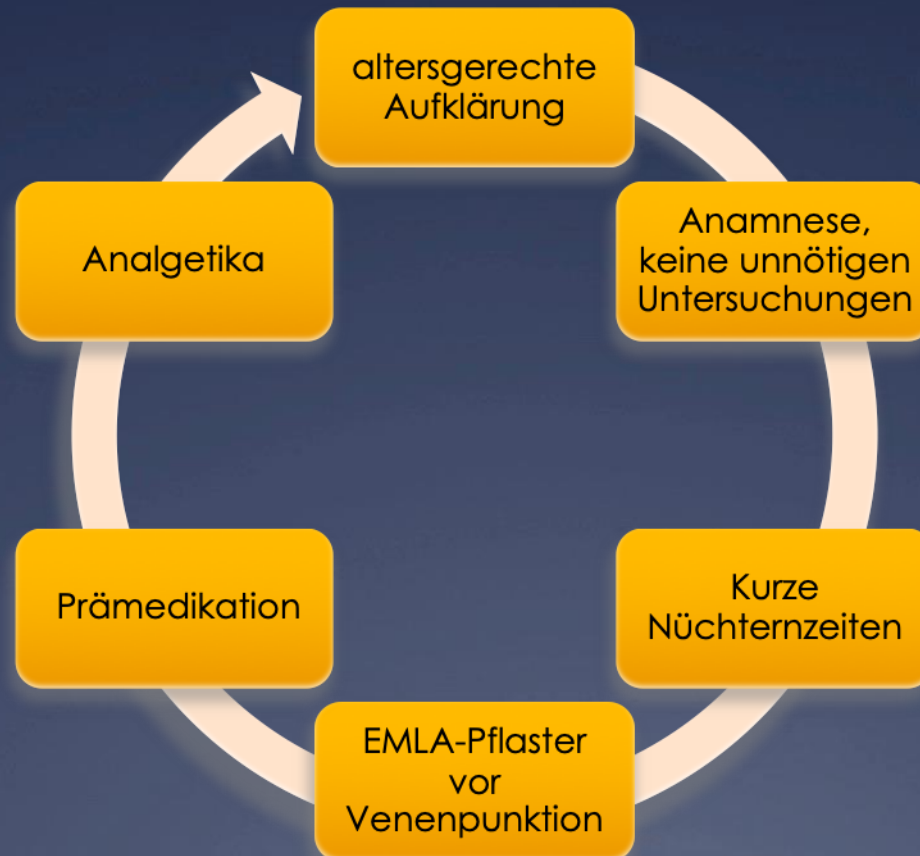 altersgerechte
Aufklärung
Anamnese,
keine unnötigen
Untersuchungen
Kurze
Nüchternzeiten
EMLA-Pflaster
vor
Venenpunktion
Prämedikation
Analgetika